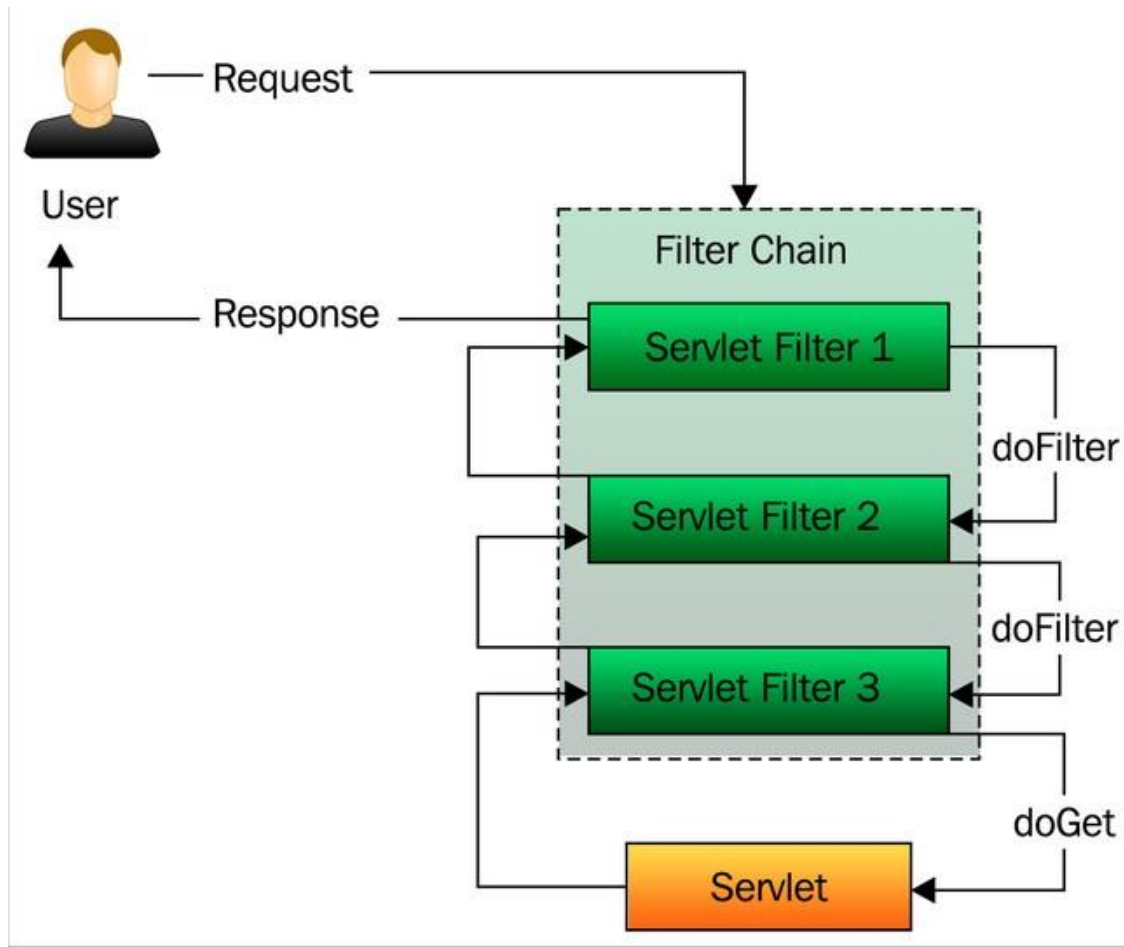 Request
User
Filter Chain
Response
Servlet Filter 1
doFilter
Servlet Filter 2
doFilter
Servlet Filter 3
doGet
Servlet